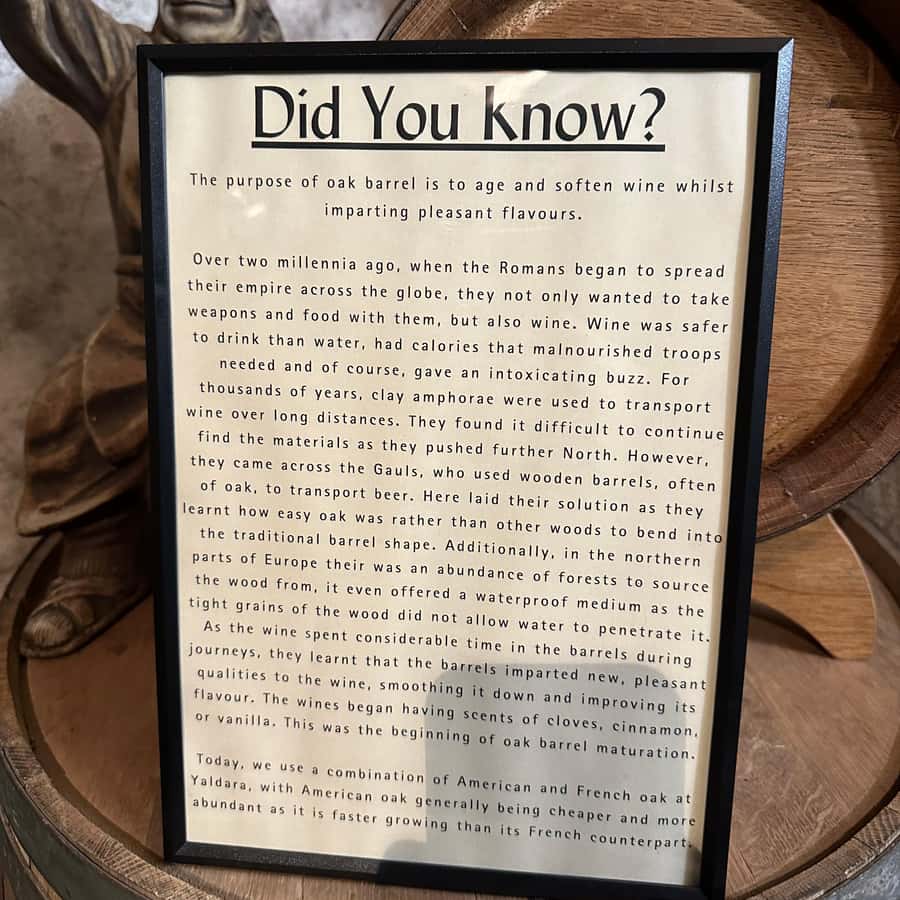 Did You Know?
The purpose of oak barrel is to age and soften wine whilst
imparting pleasant flavours.
Over two millennia ago, when the Romans began to spread
their empire across the globe, they not only wanted to take
weapons and food with them, but also wine. Wine was safer
to drink than water, had calories that malnourished troops
needed and of course, gave an intoxicating buzz. For
thousands of years, clay amphorae were used to transport
wine over long distances. They found it difficult to continue
find the materials as they pushed further North. However,
they came across the Gauls, who used wooden barrels, often
of oak, to transport beer. Here laid their solution as they
learnt how easy oak was rather than other woods to bend into
the traditional barrel shape. Additionally, in the northern
parts of Europe their was an abundance of forests to source
the wood from, it even offered a waterproof medium as the
tight grains of the wood did not allow water to penetrate it.
As the wine spent considerable time in the barrels during
journeys, they learnt that the barrels imparted new, pleasant
qualities to the wine, smoothing it down and improving its
flavour. The wines began having scents of cloves, cinnamon,
or vanilla. This was the beginning of oak barrel maturation.
Today, we use a combination of American and French oak at
Yaldara, with American oak generally being cheaper and more
abundant as it is faster growing than its French counterpart.